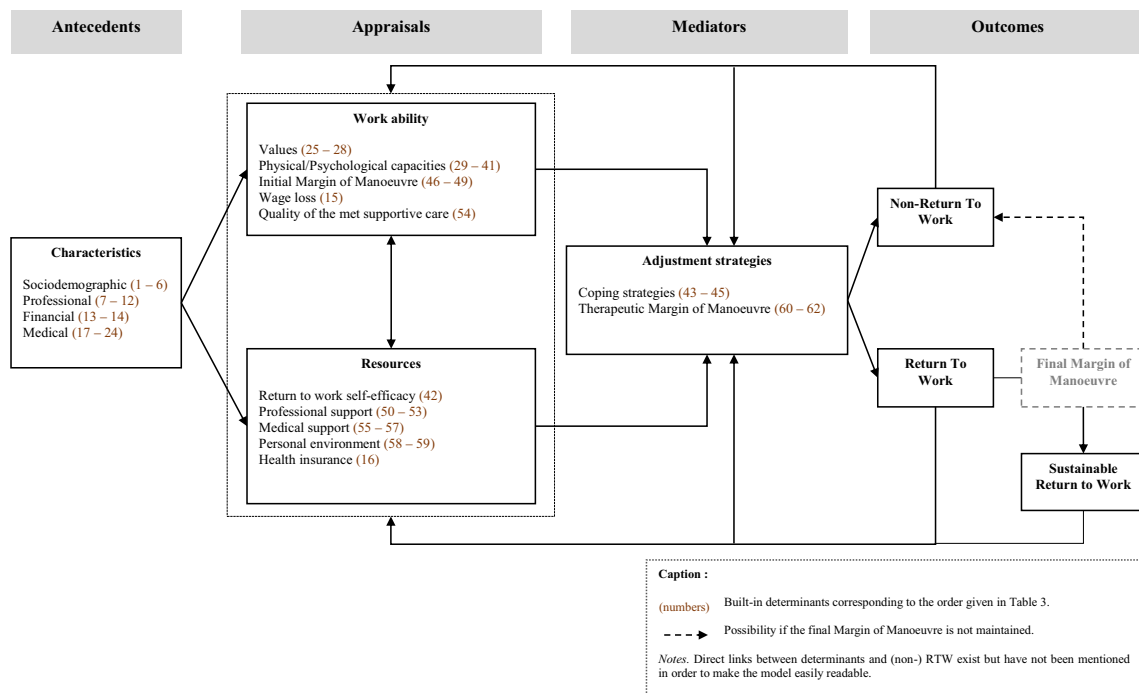 Antecedents
Appraisals
Mediators
Outcomes
Work ability
Values (25 – 28)
Physical/Psychological capacities (29 – 41)
Initial Margin of Manoeuvre (46 – 49)
Wage loss (15)
Quality of the met supportive care (54)
Characteristics
Sociodemographic (1 – 6)
Professional (7 – 12)
Financial (13 – 14)
Medical (17 – 24)
Resources
Return to work self-efficacy (42)
Professional support (50 – 53)
Medical support (55 – 57)
Personal environment (58 – 59)
Health insurance (16)
Adjustment strategies
Coping strategies (43 – 45)
Therapeutic Margin of Manoeuvre (60 – 62)
Non-Return To
Work
Return To
Work
Final Margin of
Manoeuvre
Sustainable
Return to Work
Caption :
(numbers) Built-in determinants corresponding to the order given in Table 3.
Possibility if the final Margin of Manoeuvre is not maintained.
Notes. Direct links between determinants and (non-) RTW exist but have not been mentioned
in order to make the model easily readable.